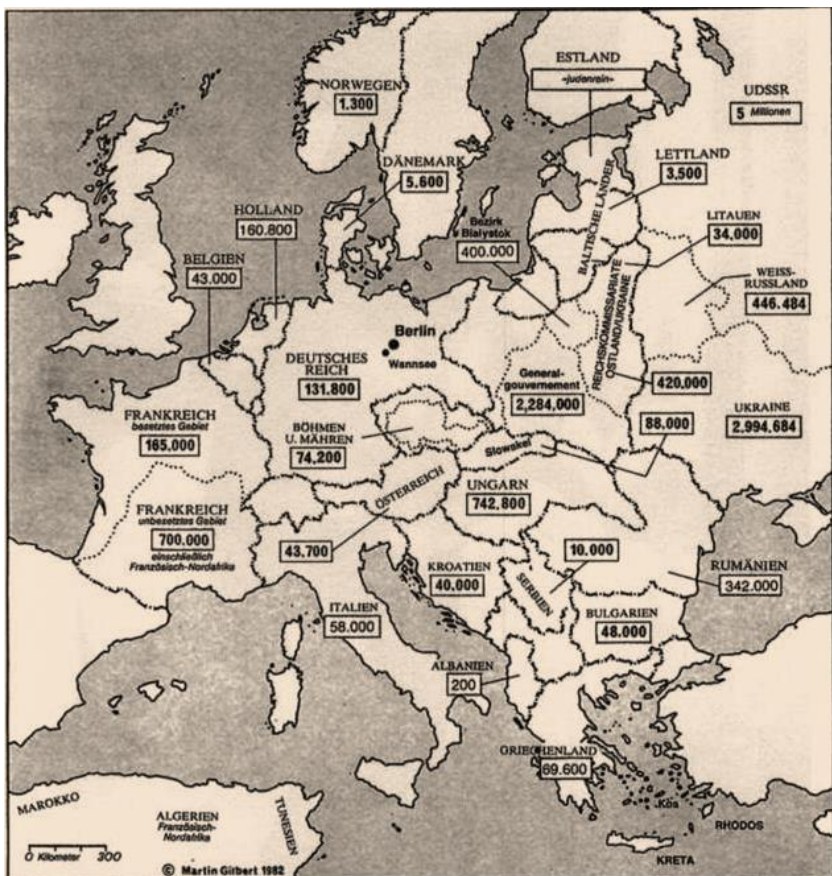 NORWEGEN
1.300
ESTLAND
-judenrein-
UDSSR
5 Millionen
DÄNEMARK
5.600
LETTLAND
3,500
HOLLAND
160.800
Bezirk
Bialystok
400.000
BALTISCHE LÄNDER
LITAUEN
34,000
BELGIEN
43.000
WEISS-
RUSSLAND
446.484
REICHSKOMMISSARIATE
OSTLAND/UKRAINE
420,000
Berlin
Wannsee
DEUTSCHES
REICH
131.800
General-
gouvernement
2,284,000
FRANKREICH
besetztes Gebiet
165,000
BÖHMEN
U. MÄHREN
74,200
88.000
UKRAINE
2.994.684
Slowakei
FRANKREICH
unbesetztes Gebiet
700.000
einschließlich
Französisch-Nordafrika
ÖSTERREICH
43.700
UNGARN
742.800
10.000
KROATIEN
40,000
SERBIEN
RUMÄNIEN
342.000
ITALIEN
58.000
BULGARIEN
48.000
ALBANIEN
200
GRIECHENLAND
69.600
Kos
RHODOS
KRETA
MAROKKO
ALGERIEN
Französisch-
Nordafrika
TUNESIEN
0 Kilometer 300
© Martin Girbert 1982